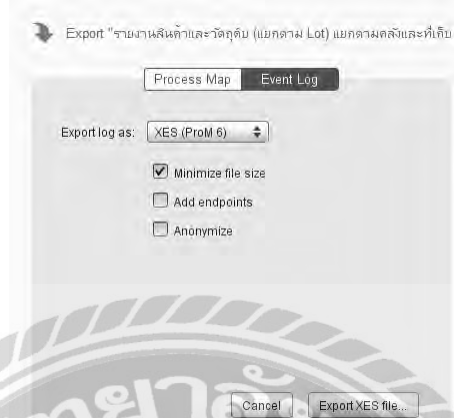 Export "รายงานสินค้าและวัตถุดิบ (แยกตาม Lot) แยกตามคลังและที่เก็บ
Process Map Event Log
Export log as: XES (ProM 6)
Minimize file size
Add endpoints
Anonymize
Cancel Export XES file...